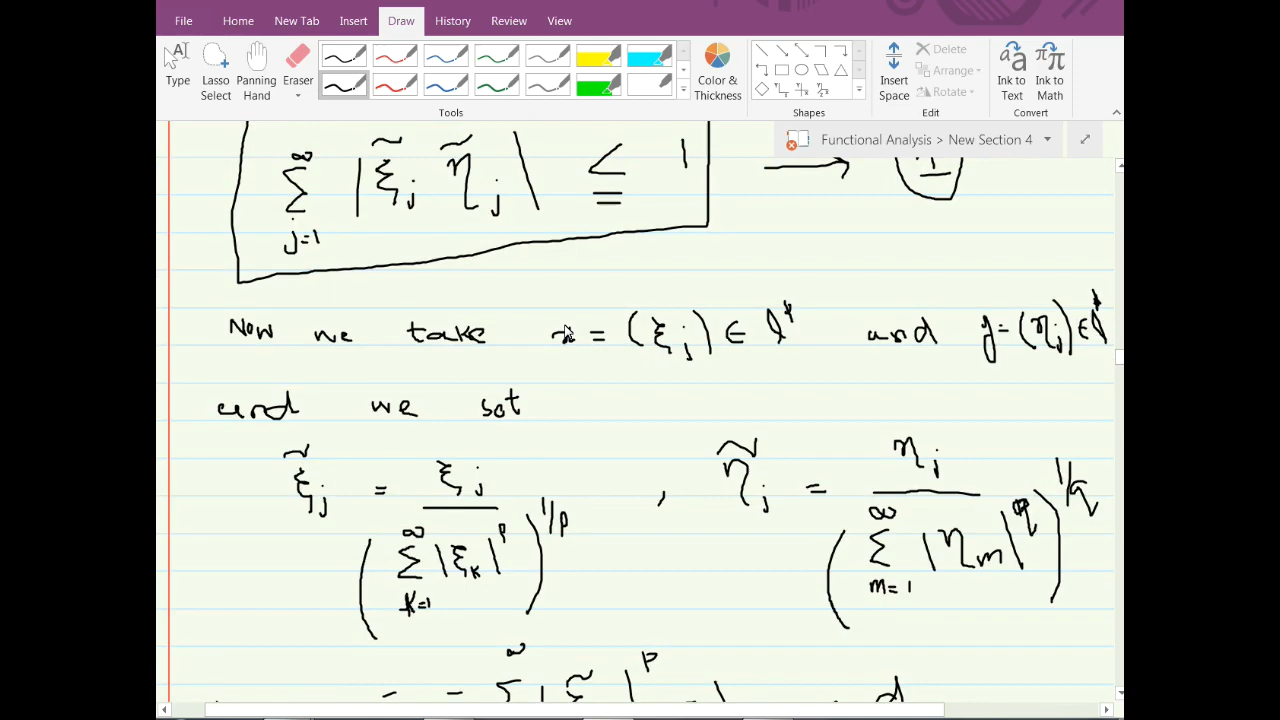 File Home New Tab Insert Draw History Review View
Type Lasso Select Panning Hand Eraser Color & Thickness Insert Space Delete Arrange Rotate Ink to Text Ink to Math
Tools Shapes Edit Convert
Functional Analysis > New Section 4
∞
∑ |ξ̃j η̃j| ≤ 1 →
j=1
Now we take x = (ξj) ∈ lᵖ and y = (ηj) ∈ l
and we set
ξ̃j = ξj / (∑_{k=1}^{∞} |ξk|^p)^{1/p} , η̃j = ηj / (∑_{m=1}^{∞} |ηm|^q)^{1/q}